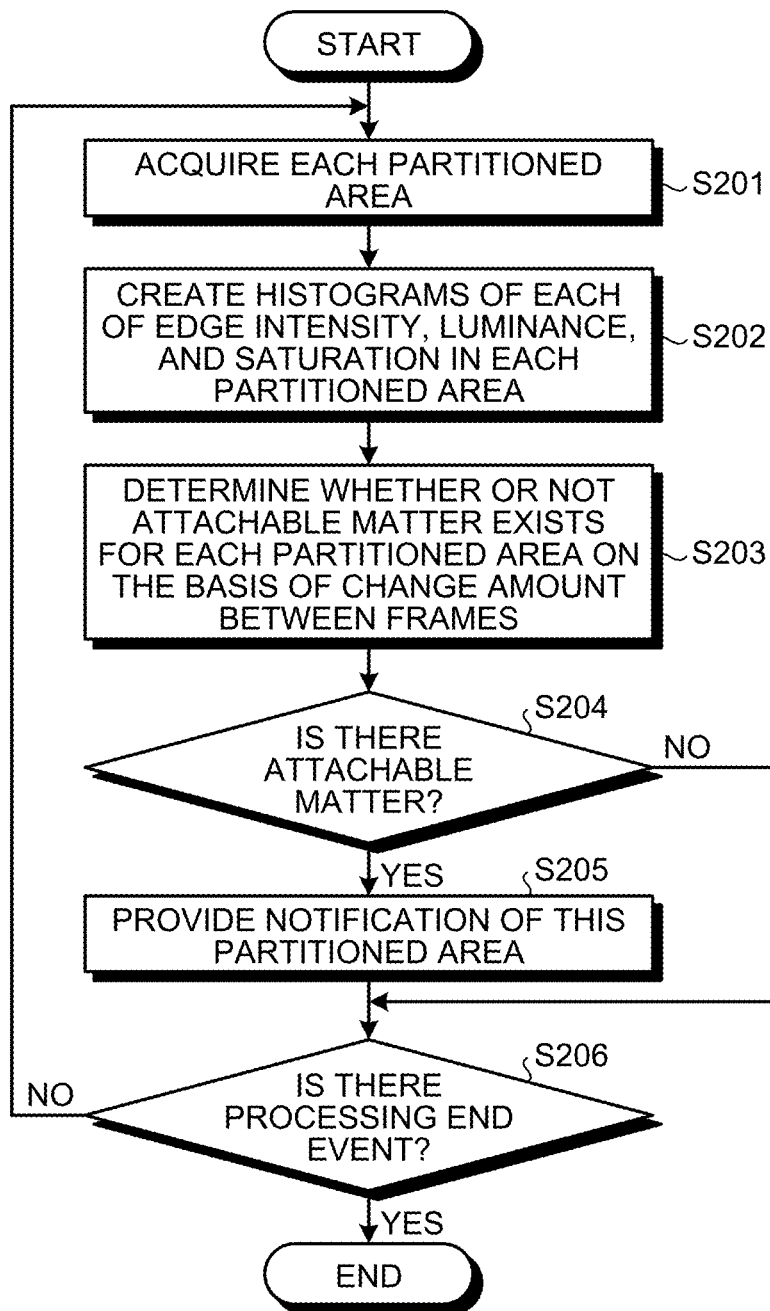 START
ACQUIRE EACH PARTITIONED
AREA
S201
CREATE HISTOGRAMS OF EACH
OF EDGE INTENSITY, LUMINANCE,
AND SATURATION IN EACH
PARTITIONED AREA
S202
DETERMINE WHETHER OR NOT
ATTACHABLE MATTER EXISTS
FOR EACH PARTITIONED AREA ON
THE BASIS OF CHANGE AMOUNT
BETWEEN FRAMES
S203
S204
IS THERE
ATTACHABLE
MATTER?
NO
YES
S205
PROVIDE NOTIFICATION OF THIS
PARTITIONED AREA
S206
IS THERE
PROCESSING END
EVENT?
NO
YES
END